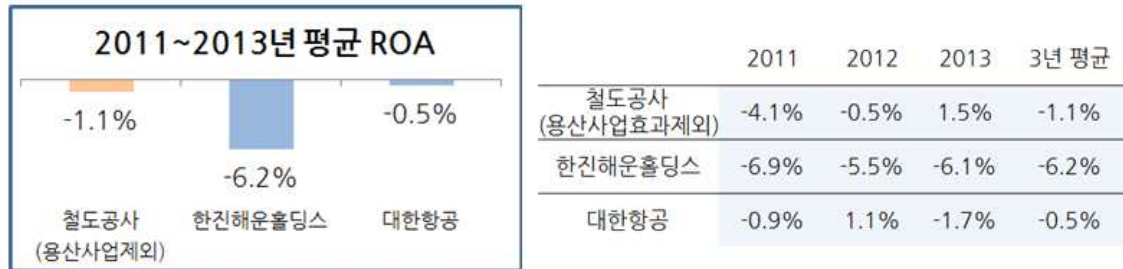 2011~2013년 평균 ROA
-1.1%
-6.2%
-0.5%
철도공사
(용산사업제외)
한진해운홀딩스
대한항공
2011 2012 2013 3년 평균
철도공사
(용산사업효과제외)
-4.1% -0.5% 1.5% -1.1%
한진해운홀딩스 -6.9% -5.5% -6.1% -6.2%
대한항공 -0.9% 1.1% -1.7% -0.5%